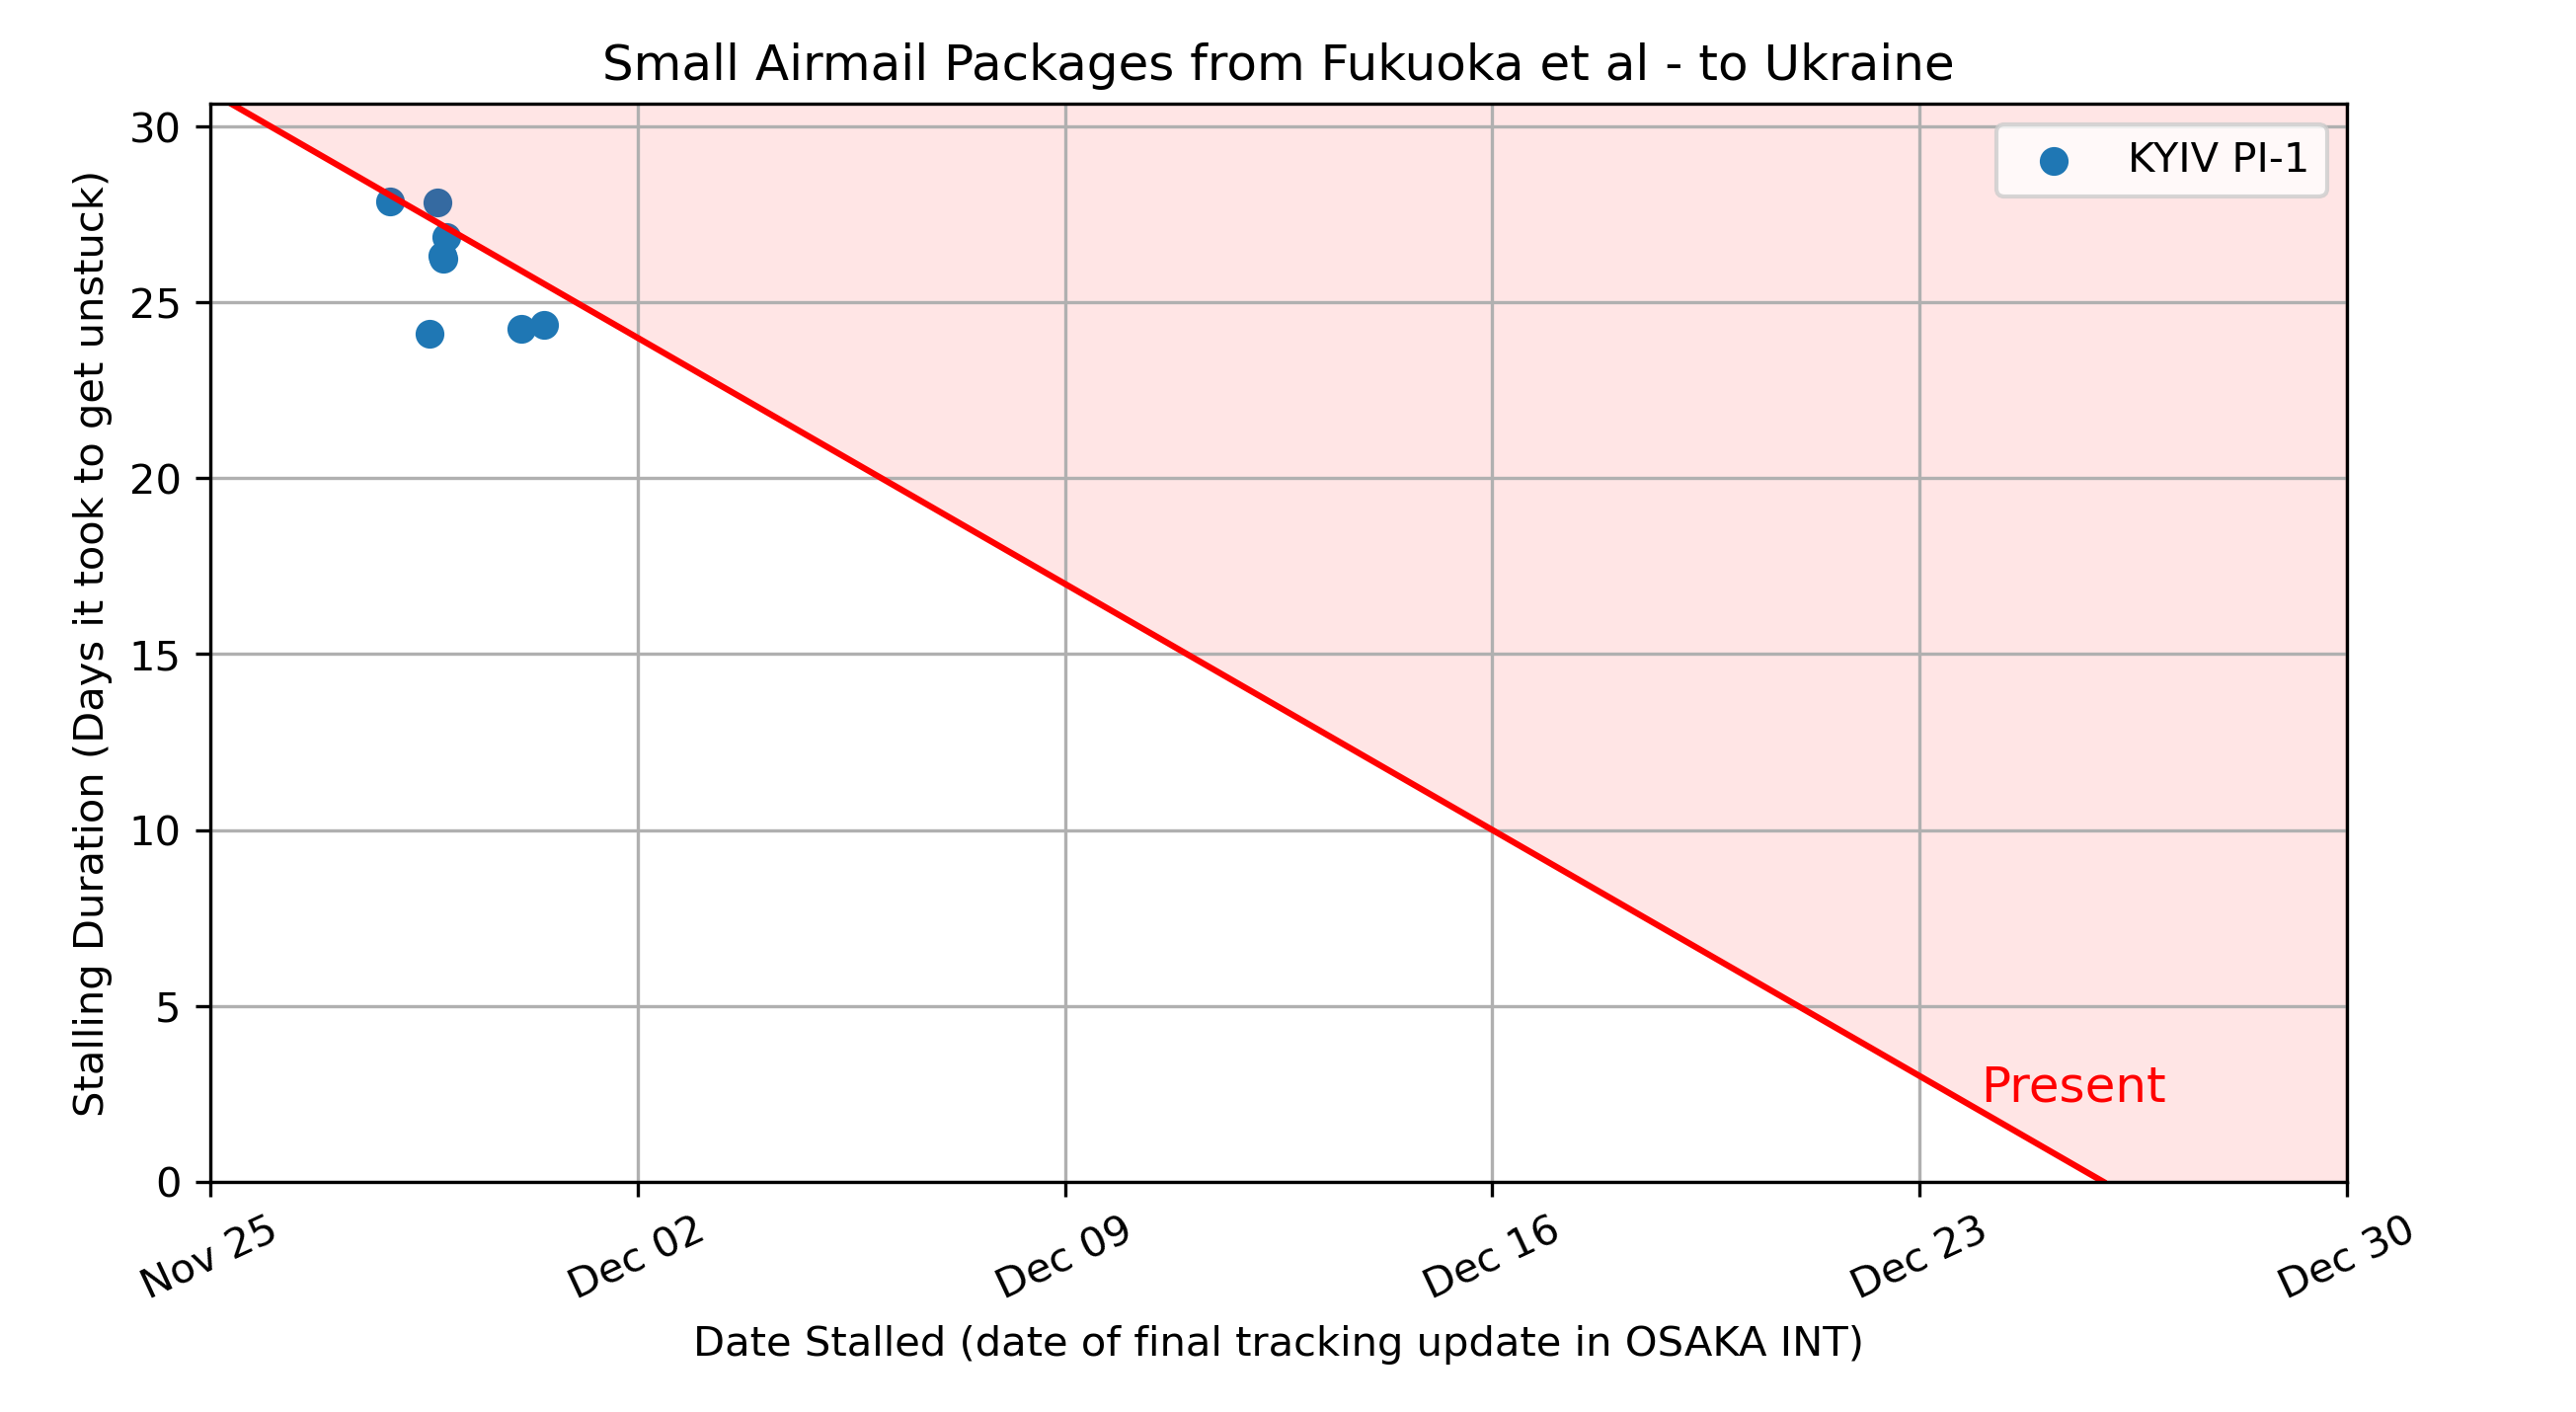 Small Airmail Packages from Fukuoka et al - to Ukraine
KYIV PI-1
Stalling Duration (Days it took to get unstuck)
30
25
20
15
10
5
0
Present
Nov 25
Dec 02
Dec 09
Dec 16
Dec 23
Dec 30
Date Stalled (date of final tracking update in OSAKA INT)